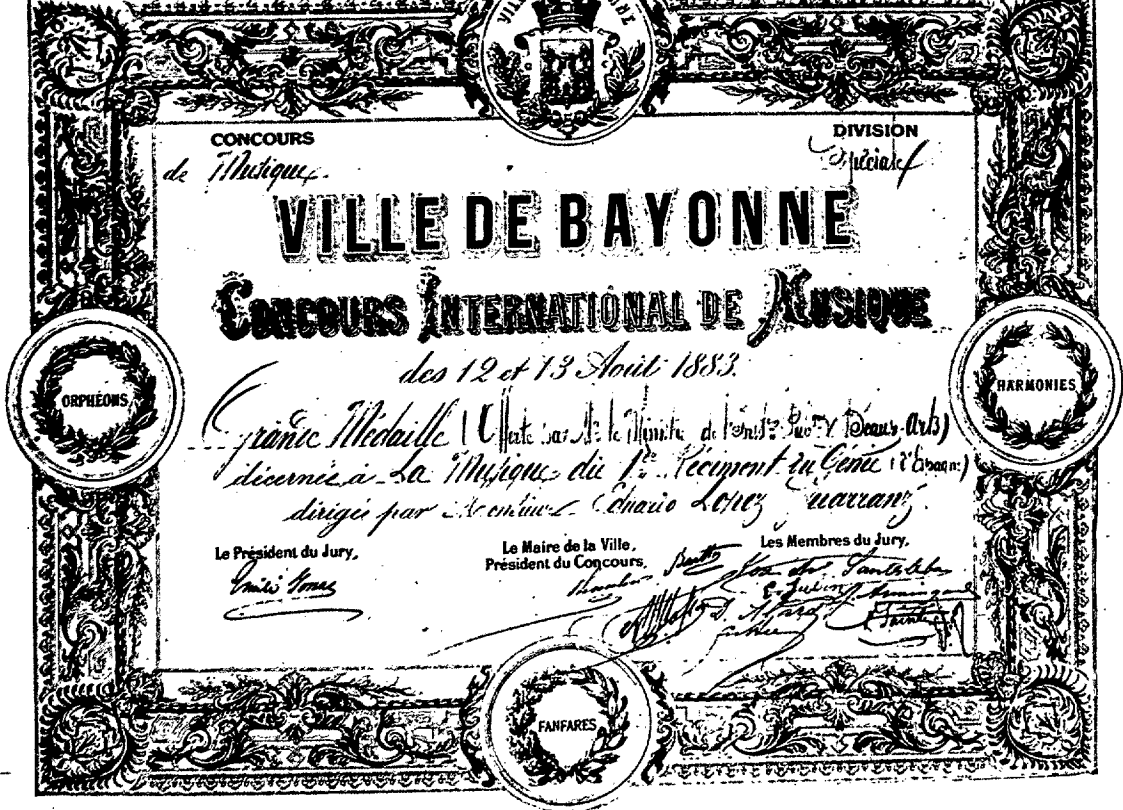 CONCOURS
de Musique
DIVISION
Spéciale
VILLE DE BAYONNE
CONCOURS INTERNATIONAL DE MUSIQUE
des 12 et 13 Août 1883.
Grande Médaille (Offerte par Mr. le Ministre de l'Inst. Beaux-Arts)
décernée à La Musique du 1er Régiment du Génie (d'Espagne)
dirigée par Monsieur Eduardo Lopez Juarranz.
ORPHÉONS
HARMONIES
Le Président du Jury,
Le Maire de la Ville,
Président du Concours,
Les Membres du Jury,
FANFARES